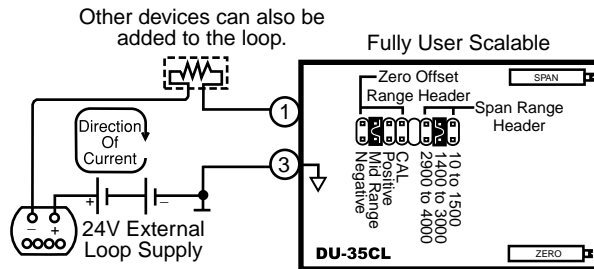 Other devices can also be
added to the loop.
Fully User Scalable
Zero Offset
Range Header
Span Range
Header
SPAN
1
Direction
Of
Current
3
Negative
Mid Range
Positive
CAL
2900 to 4000
1400 to 3000
10 to 1500
+
–
– +
24V External
Loop Supply
DU-35CL
ZERO